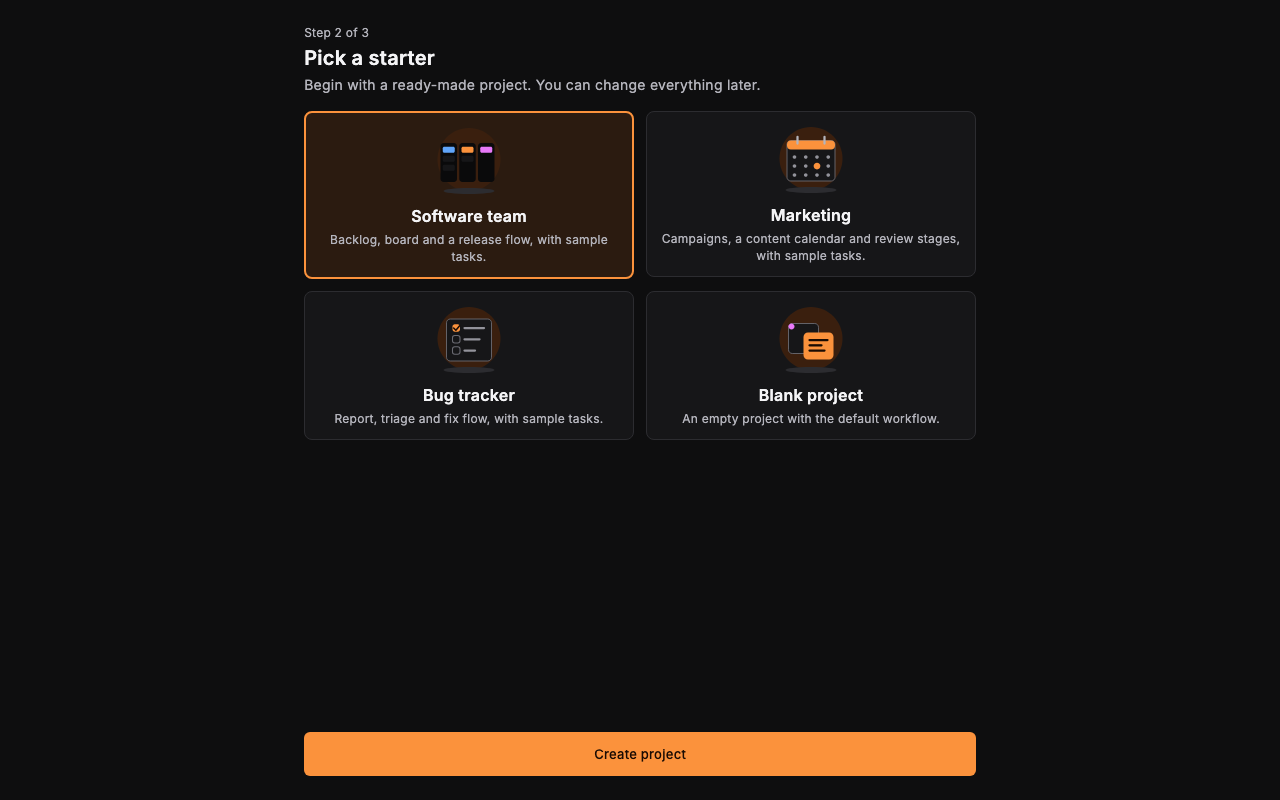 Step 2 of 3
Pick a starter
Begin with a ready-made project. You can change everything later.
Software team
Backlog, board and a release flow, with sample
tasks.
Marketing
Campaigns, a content calendar and review stages,
with sample tasks.
Bug tracker
Report, triage and fix flow, with sample tasks.
Blank project
An empty project with the default workflow.
Create project